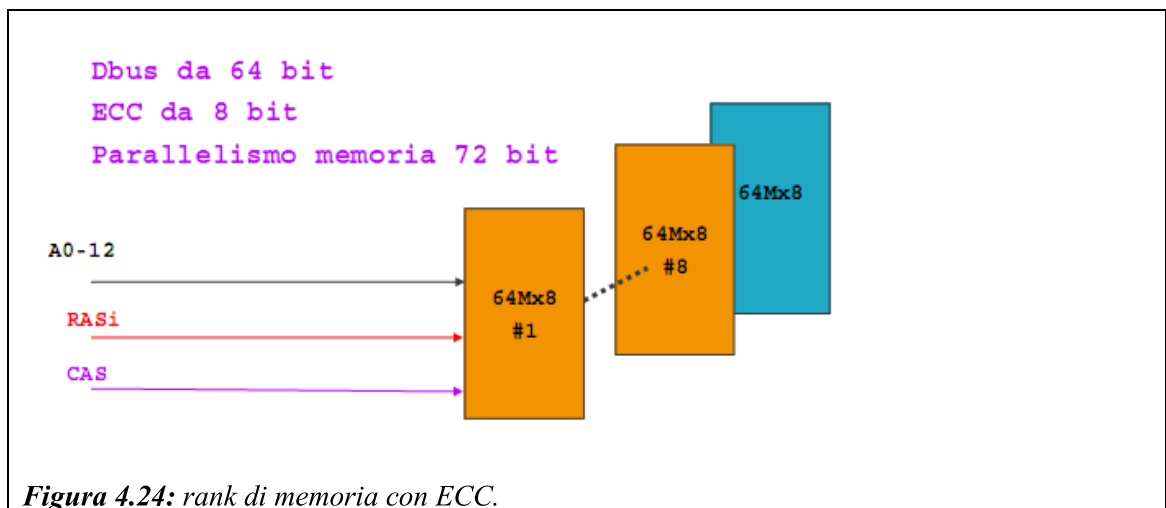 Dbus da 64 bit
ECC da 8 bit
Parallelismo memoria 72 bit
64Mx8
64Mx8
#8
A0-12
64Mx8
#1
RASi
CAS
Figura 4.24: rank di memoria con ECC.